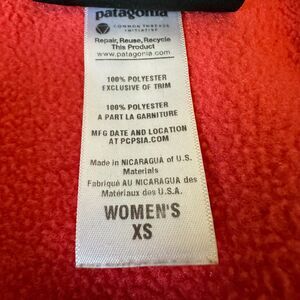 patagonia
COMMON THREADS
INITIATIVE
Repair, Reuse, Recycle
This Product
www.patagonia.com
100% POLYESTER
EXCLUSIVE OF TRIM
100% POLYESTER
A PART LA GARNITURE
MFG DATE AND LOCATION
AT PCPSIA.COM
Made in NICARAGUA of U.S.
Materials
Fabriqué AU NICARAGUA des
Matériaux des U.S.A.
WOMEN'S
XS